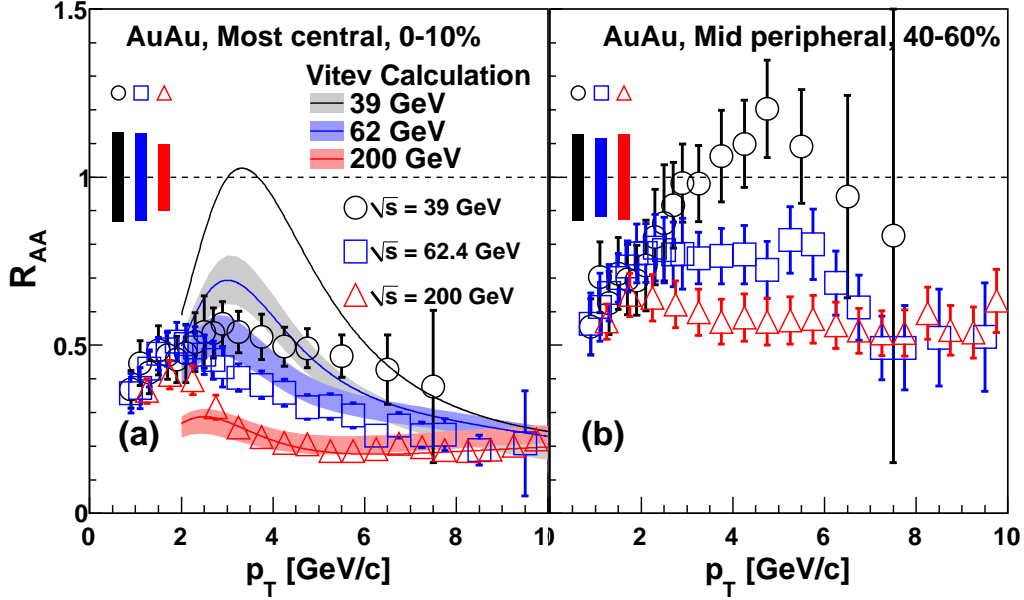 AuAu, Most central, 0-10%
Vitev Calculation
39 GeV
62 GeV
200 GeV
√s = 39 GeV
√s = 62.4 GeV
√s = 200 GeV
(a)
AuAu, Mid peripheral, 40-60%
(b)
R_AA
1.5
1
0.5
0
0 2 4 6 8 10
2 4 6 8 10
p_T [GeV/c]
p_T [GeV/c]